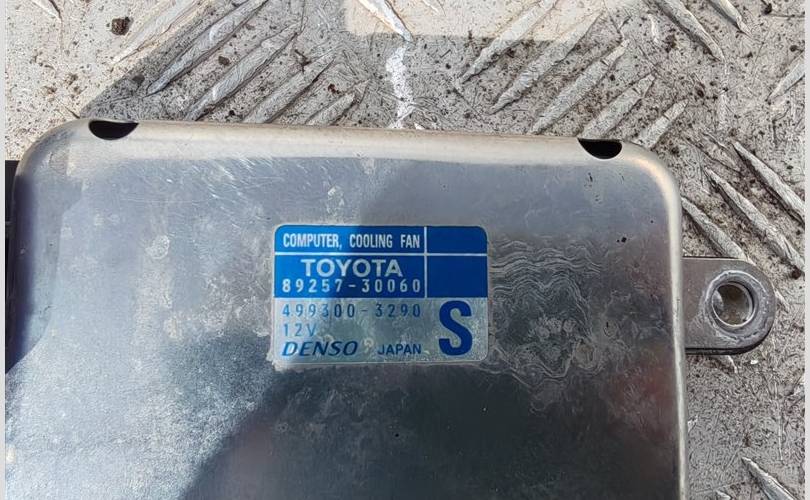 COMPUTER, COOLING FAN
TOYOTA
89257-30060
499300-3290
12V
DENSO JAPAN
S